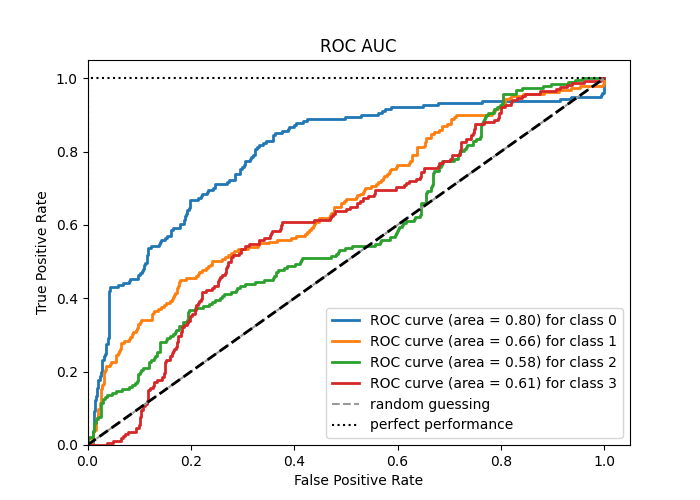 ROC AUC
True Positive Rate
1.0
0.8
0.6
0.4
0.2
0.0
ROC curve (area = 0.80) for class 0
ROC curve (area = 0.66) for class 1
ROC curve (area = 0.58) for class 2
ROC curve (area = 0.61) for class 3
random guessing
perfect performance
0.0 0.2 0.4 0.6 0.8 1.0
False Positive Rate